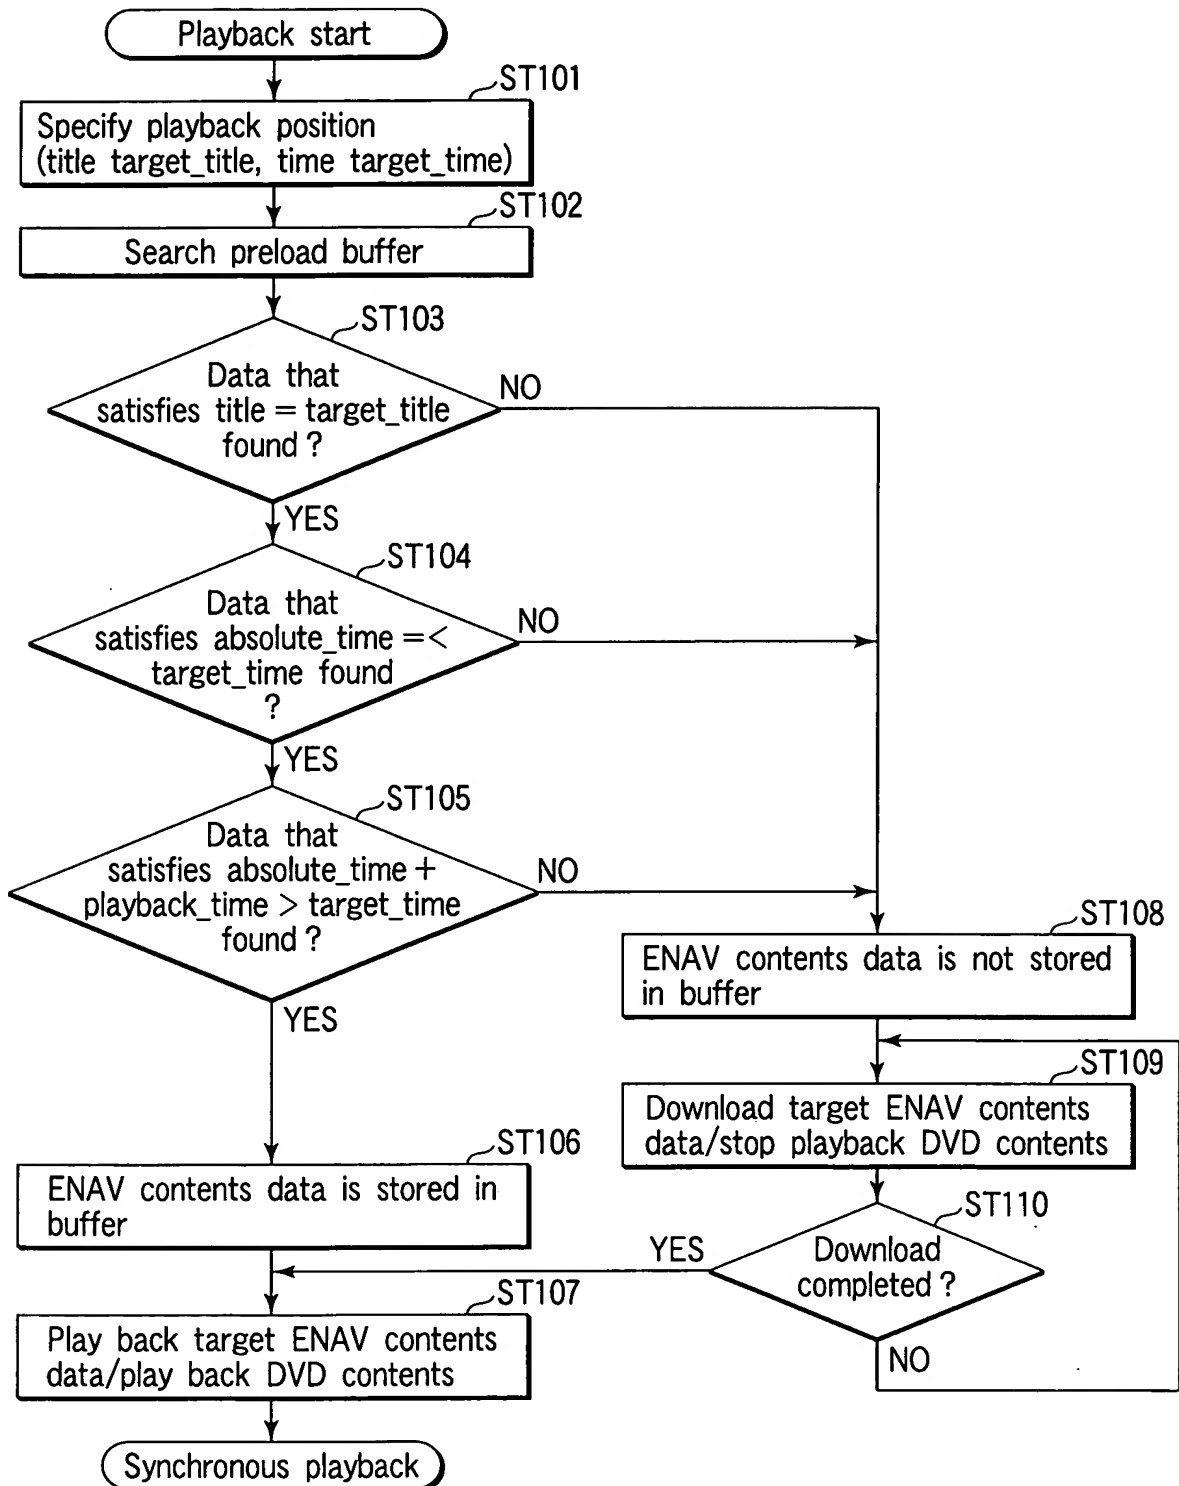 Playback start
ST101
Specify playback position
(title target_title, time target_time)
ST102
Search preload buffer
ST103
Data that
satisfies title = target_title
found ?
NO
YES
ST104
Data that
satisfies absolute_time =<
target_time found
?
NO
YES
ST105
Data that
satisfies absolute_time +
playback_time > target_time
found ?
NO
YES
ST108
ENAV contents data is not stored
in buffer
ST109
Download target ENAV contents
data/stop playback DVD contents
ST106
ENAV contents data is stored in
buffer
ST110
Download
completed ?
YES
NO
ST107
Play back target ENAV contents
data/play back DVD contents
Synchronous playback